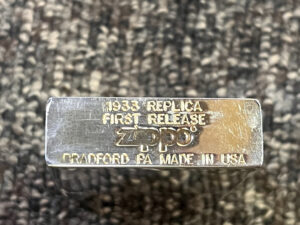 1933 REPLICA
FIRST RELEASE
zippo®
BRADFORD PA MADE IN USA